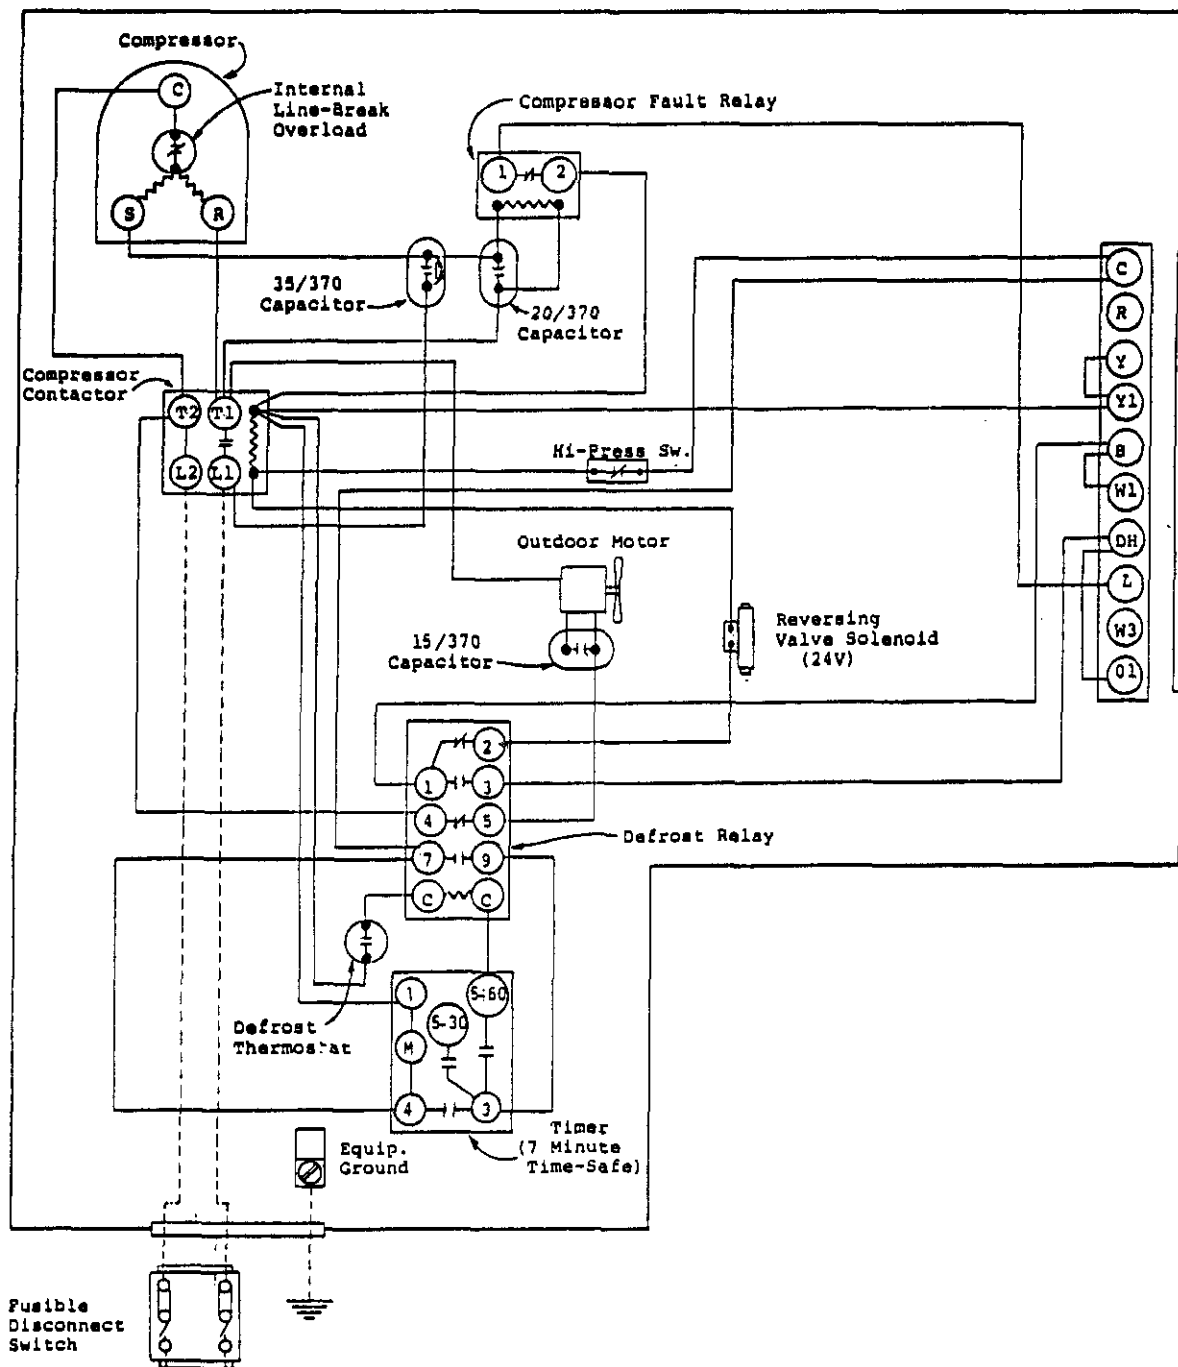 Compressor
C
Internal
Line-Break
Overload
S
R
Compressor Fault Relay
1
2
35/370
Capacitor
20/370
Capacitor
Compressor
Contactor
T2
T1
L2
L1
Hi-Press Sw.
C
R
Y
Y1
B
W1
DH
L
W3
O1
Outdoor Motor
15/370
Capacitor
Reversing
Valve Solenoid
(24V)
2
1
3
4
5
7
9
C
C
Defrost Relay
Defrost
Thermostat
1
S-60
S-30
M
4
3
Timer
(7 Minute
Time-Safe)
Equip.
Ground
Fusible
Disconnect
Switch